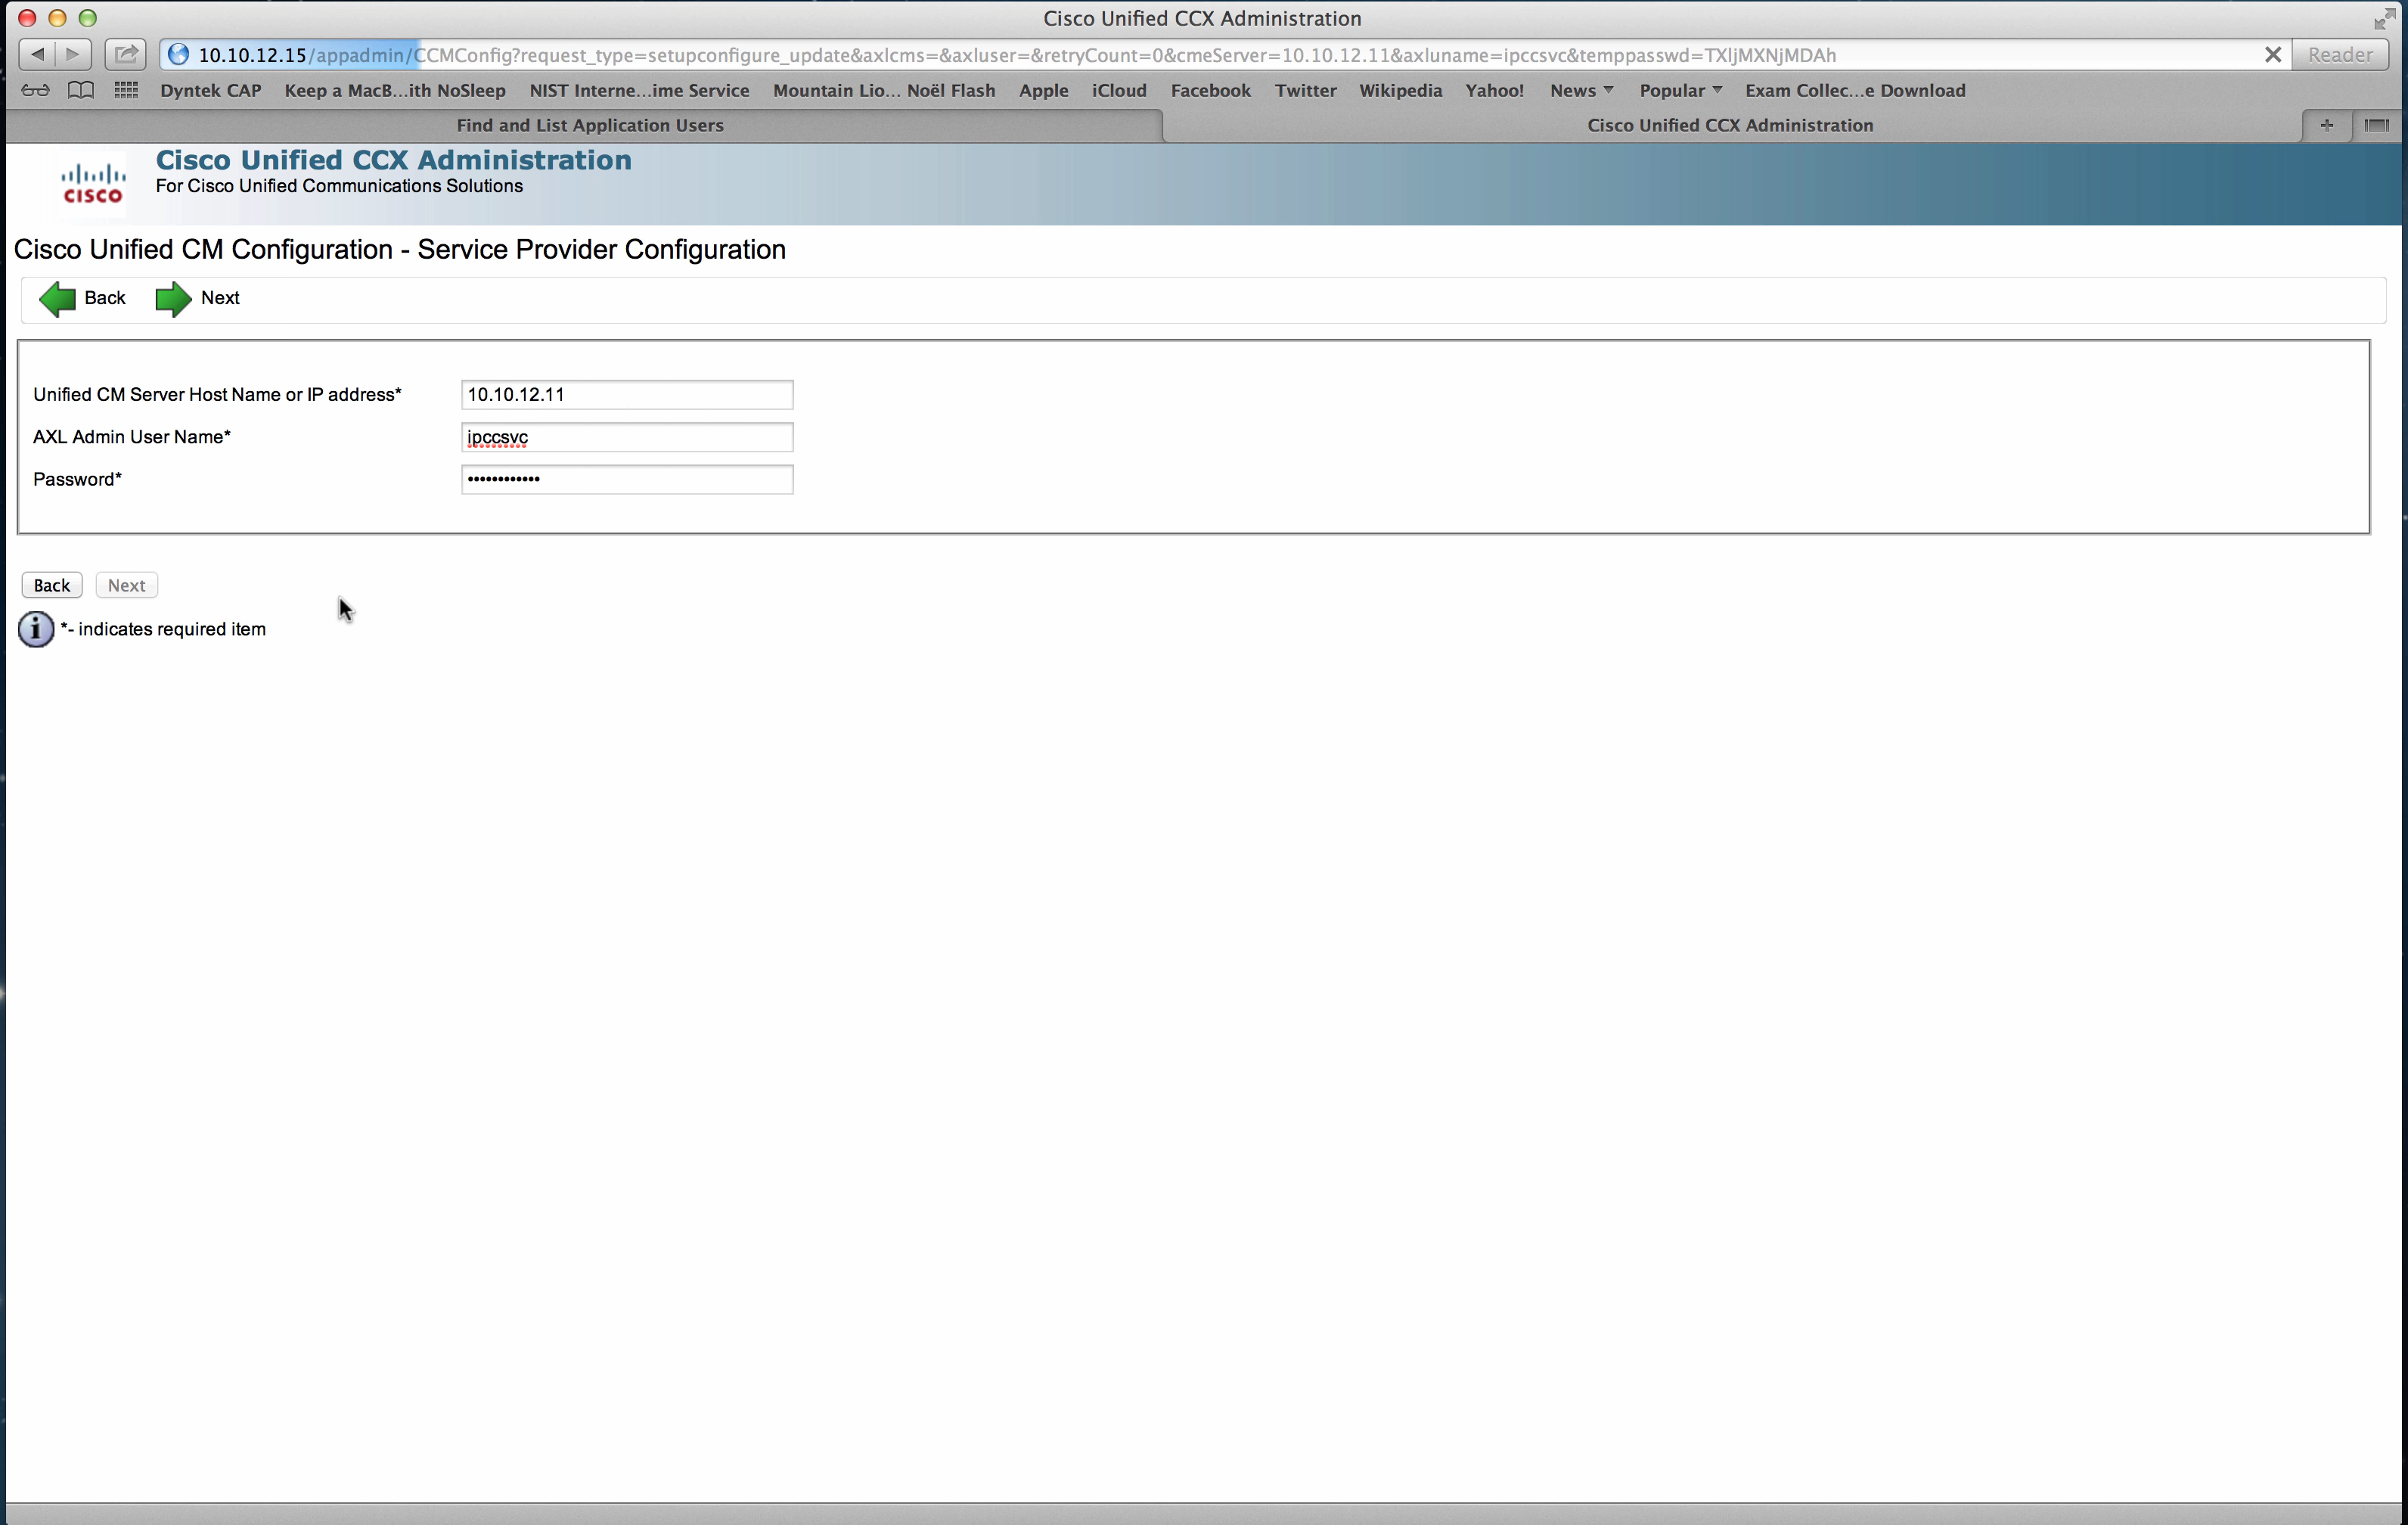 Cisco Unified CCX Administration
10.10.12.15/appadmin/CCMConfig?request_type=setupconfigure_update&axlcms=&axluser=&retryCount=0&cmeServer=10.10.12.11&axluname=ipccsvc&temppasswd=TXljMXNjMDAh
Reader
Dyntek CAP Keep a MacB...ith NoSleep NIST Interne...ime Service Mountain Lio... Noël Flash Apple iCloud Facebook Twitter Wikipedia Yahoo! News Popular Exam Collec...e Download
Find and List Application Users
Cisco Unified CCX Administration
CISCO
Cisco Unified CCX Administration
For Cisco Unified Communications Solutions
Cisco Unified CM Configuration - Service Provider Configuration
Back Next
Unified CM Server Host Name or IP address* 10.10.12.11
AXL Admin User Name* ipccsvc
Password* ••••••••••••
Back Next
*- indicates required item